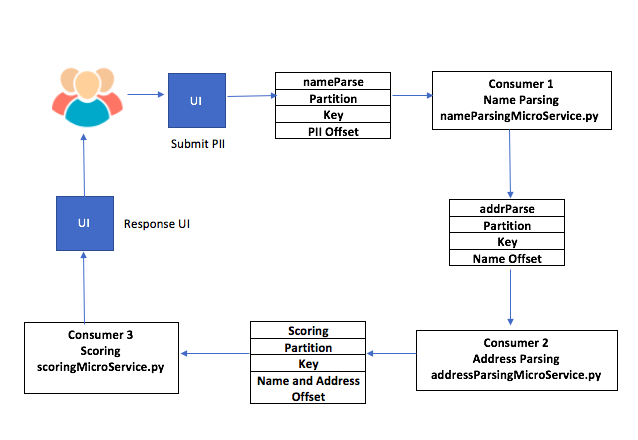 UI
Submit PII
nameParse
Partition
Key
PII Offset
Consumer 1
Name Parsing
nameParsingMicroService.py
addrParse
Partition
Key
Name Offset
Consumer 2
Address Parsing
addressParsingMicroService.py
Scoring
Partition
Key
Name and Address
Offset
Consumer 3
Scoring
scoringMicroService.py
UI
Response UI